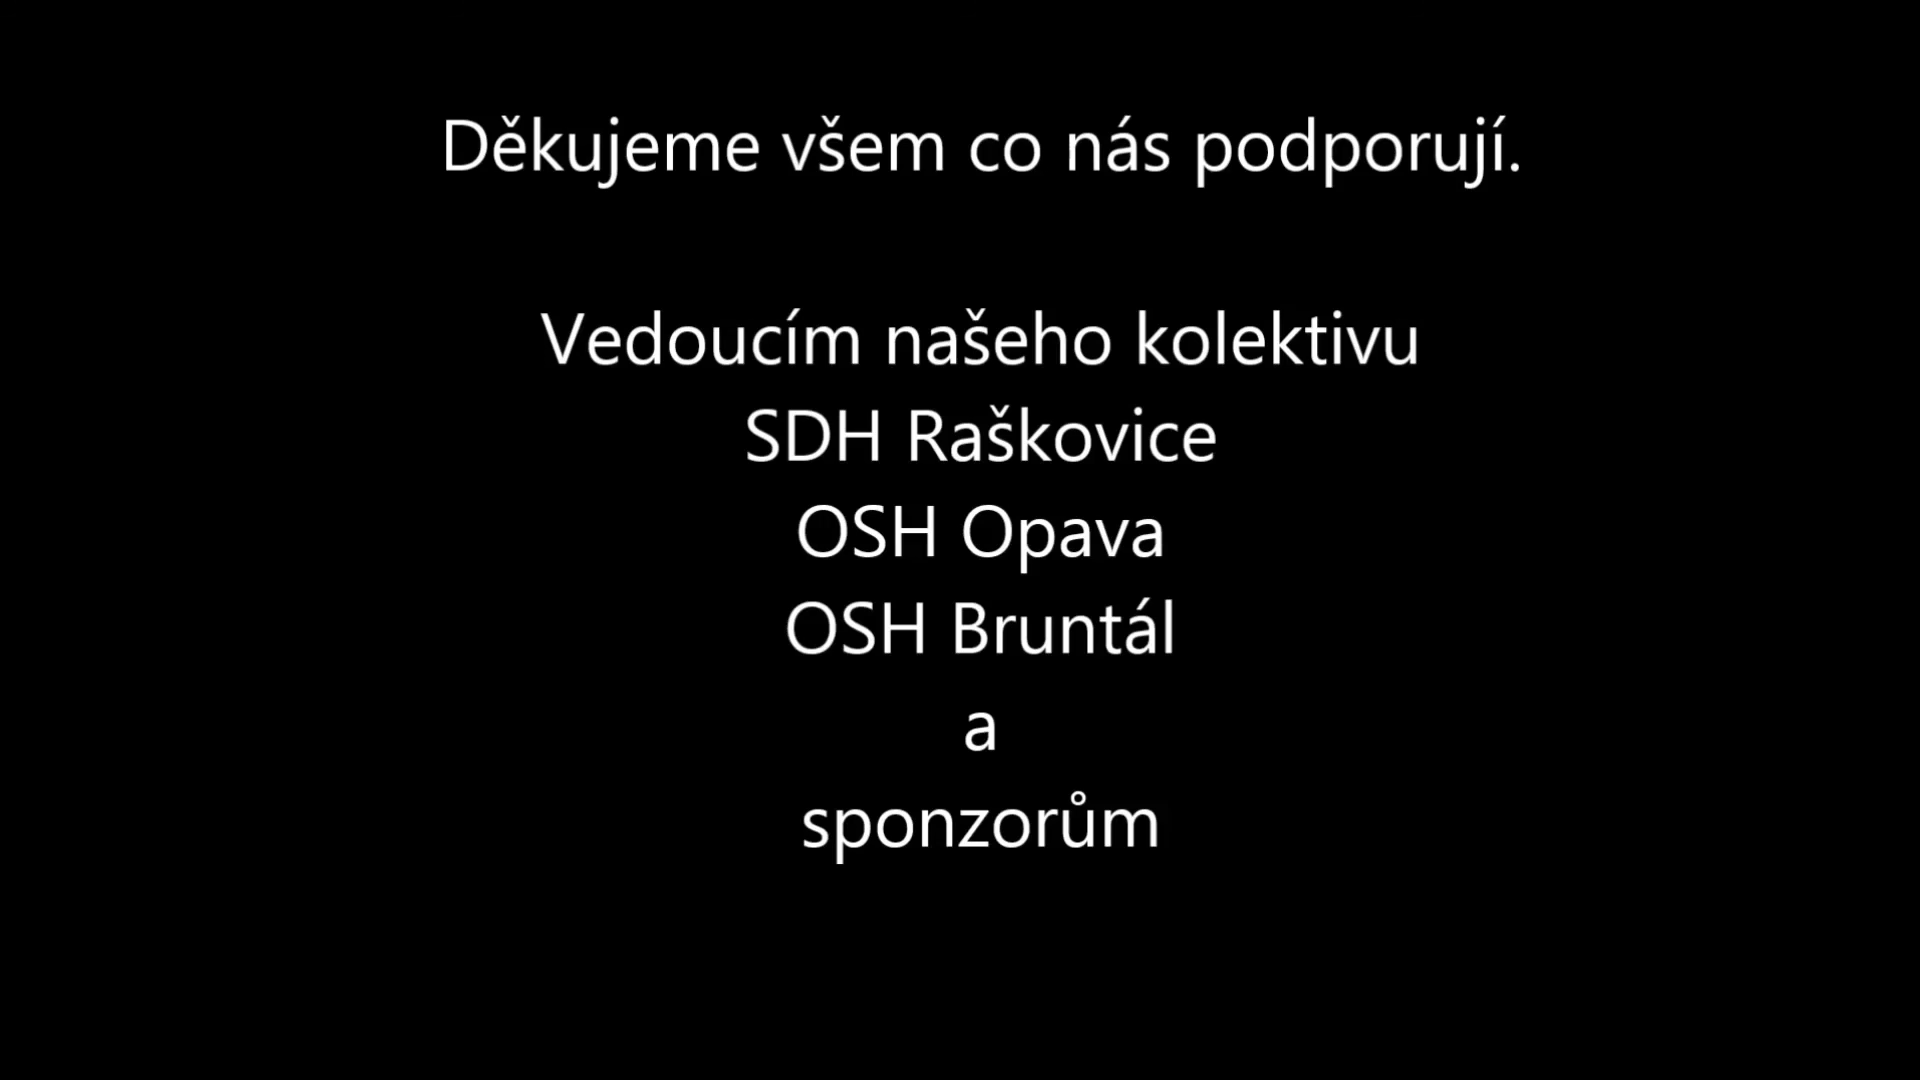 Děkujeme všem co nás podporují.
Vedoucím našeho kolektivu
SDH Raškovice
OSH Opava
OSH Bruntál
a
sponzorům